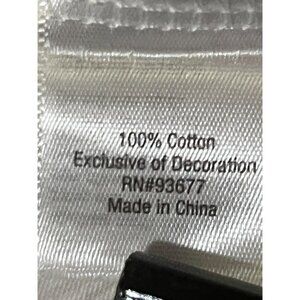 100% Cotton
Exclusive of Decoration
RN#93677
Made in China